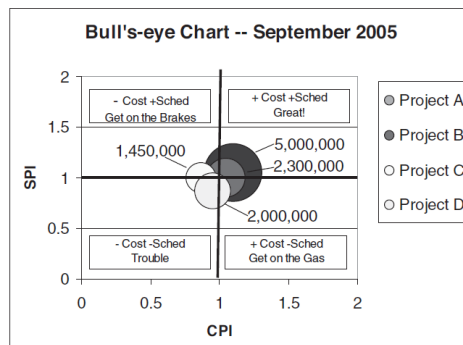 Bull's-eye Chart -- September 2005
2
- Cost +Sched
Get on the Brakes
+ Cost +Sched
Great!
1.5
1,450,000
5,000,000
2,300,000
SPI
1
2,000,000
0.5
- Cost -Sched
Trouble
+ Cost -Sched
Get on the Gas
0
0
0.5
1
1.5
2
CPI
Project A
Project B
Project C
Project D